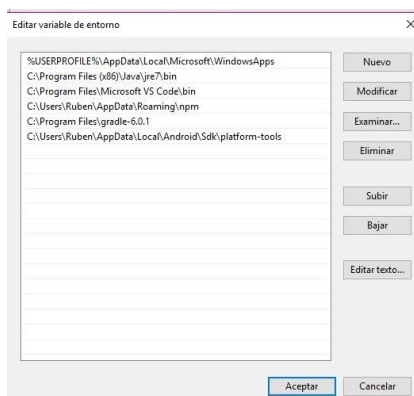 Editar variable de entorno
%USERPROFILE%\AppData\Local\Microsoft\WindowsApps
C:\Program Files (x86)\Java\jre7\bin
C:\Program Files\Microsoft VS Code\bin
C:\Users\Ruben\AppData\Roaming\npm
C:\Program Files\gradle-6.0.1
C:\Users\Ruben\AppData\Local\Android\Sdk\platform-tools
Nuevo
Modificar
Examinar...
Eliminar
Subir
Bajar
Editar texto...
Aceptar
Cancelar